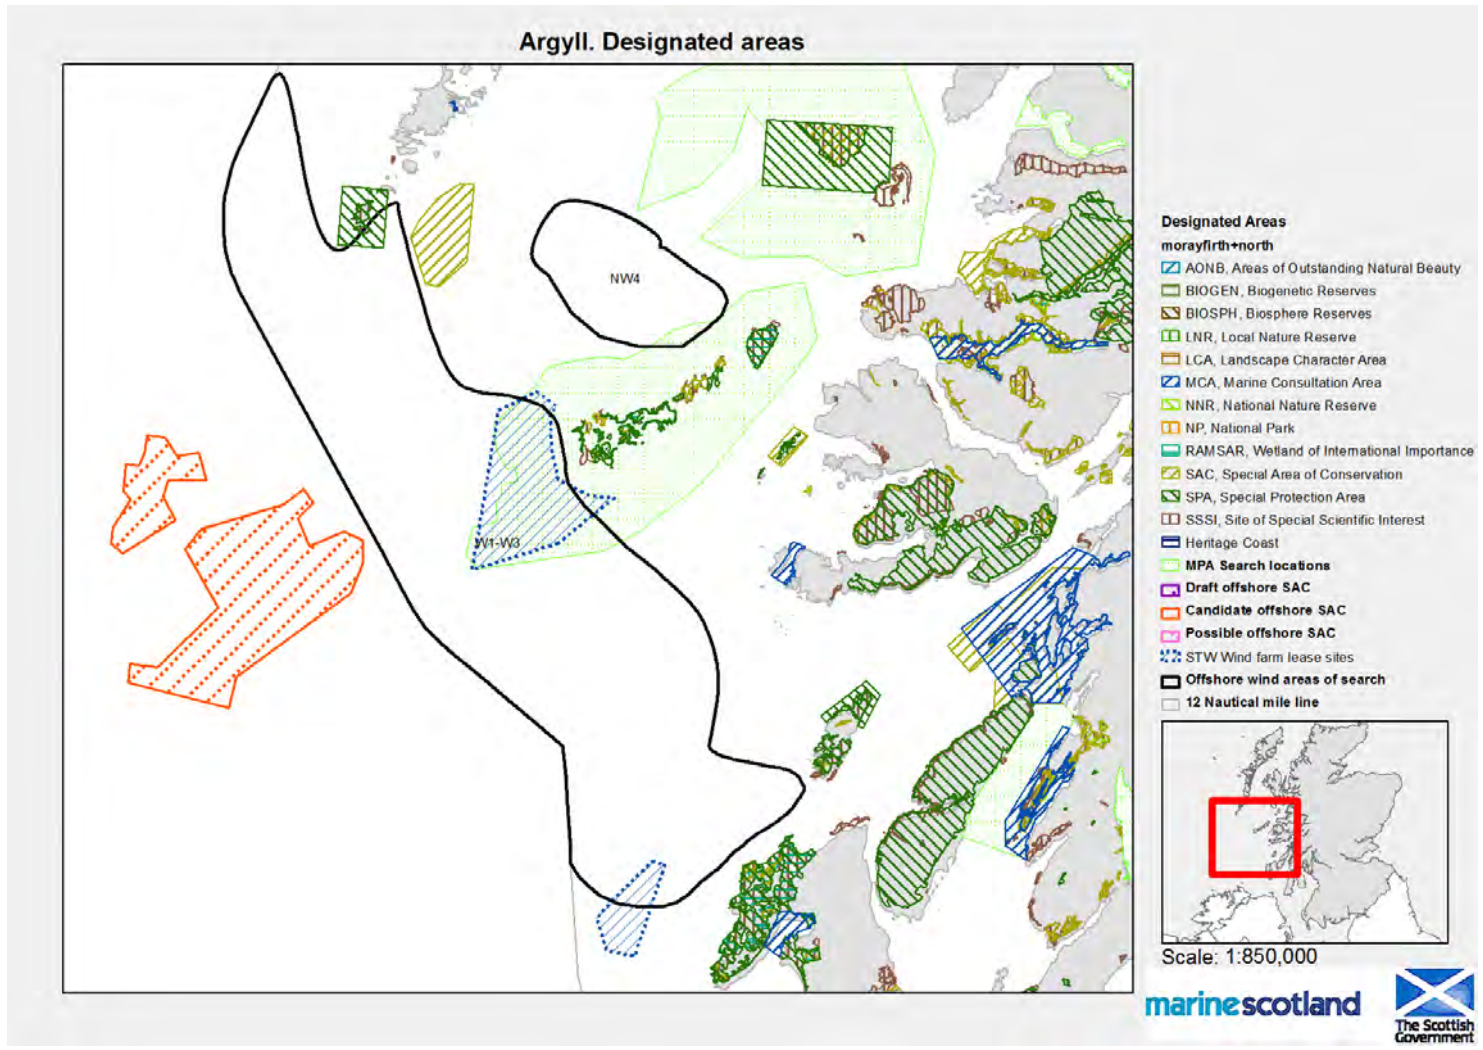 Argyll. Designated areas
NW4
W1-W3
Designated Areas
morayfirth+north
AONB, Areas of Outstanding Natural Beauty
BIOGEN, Biogenetic Reserves
BIOSPH, Biosphere Reserves
LNR, Local Nature Reserve
LCA, Landscape Character Area
MCA, Marine Consultation Area
NNR, National Nature Reserve
NP, National Park
RAMSAR, Wetland of International Importance
SAC, Special Area of Conservation
SPA, Special Protection Area
SSSI, Site of Special Scientific Interest
Heritage Coast
MPA Search locations
Draft offshore SAC
Candidate offshore SAC
Possible offshore SAC
STW Wind farm lease sites
Offshore wind areas of search
12 Nautical mile line
Scale: 1:850,000
marinescotland
The Scottish
Government